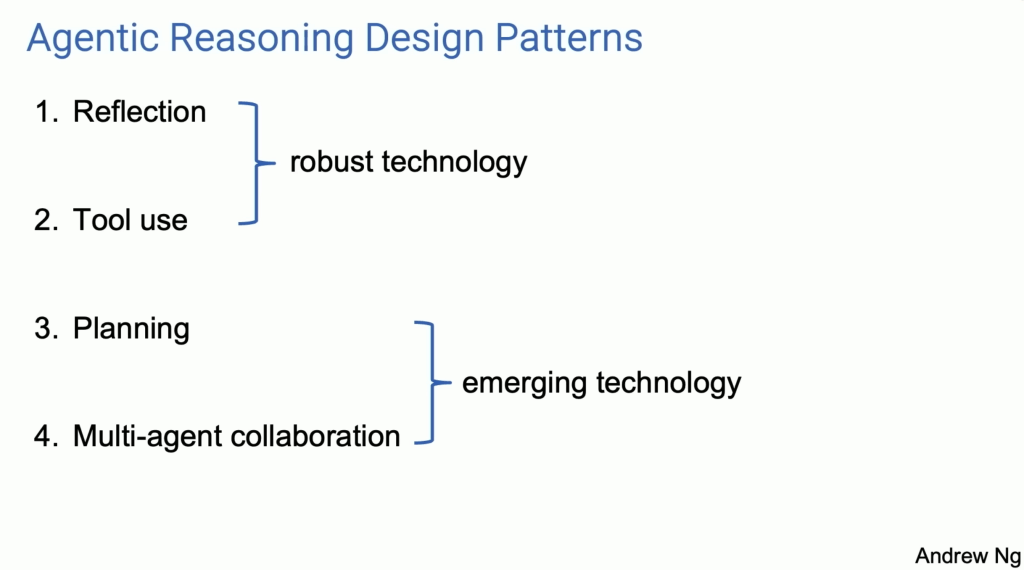 Agentic Reasoning Design Patterns
1. Reflection
robust technology
2. Tool use
3. Planning
emerging technology
4. Multi-agent collaboration
Andrew Ng